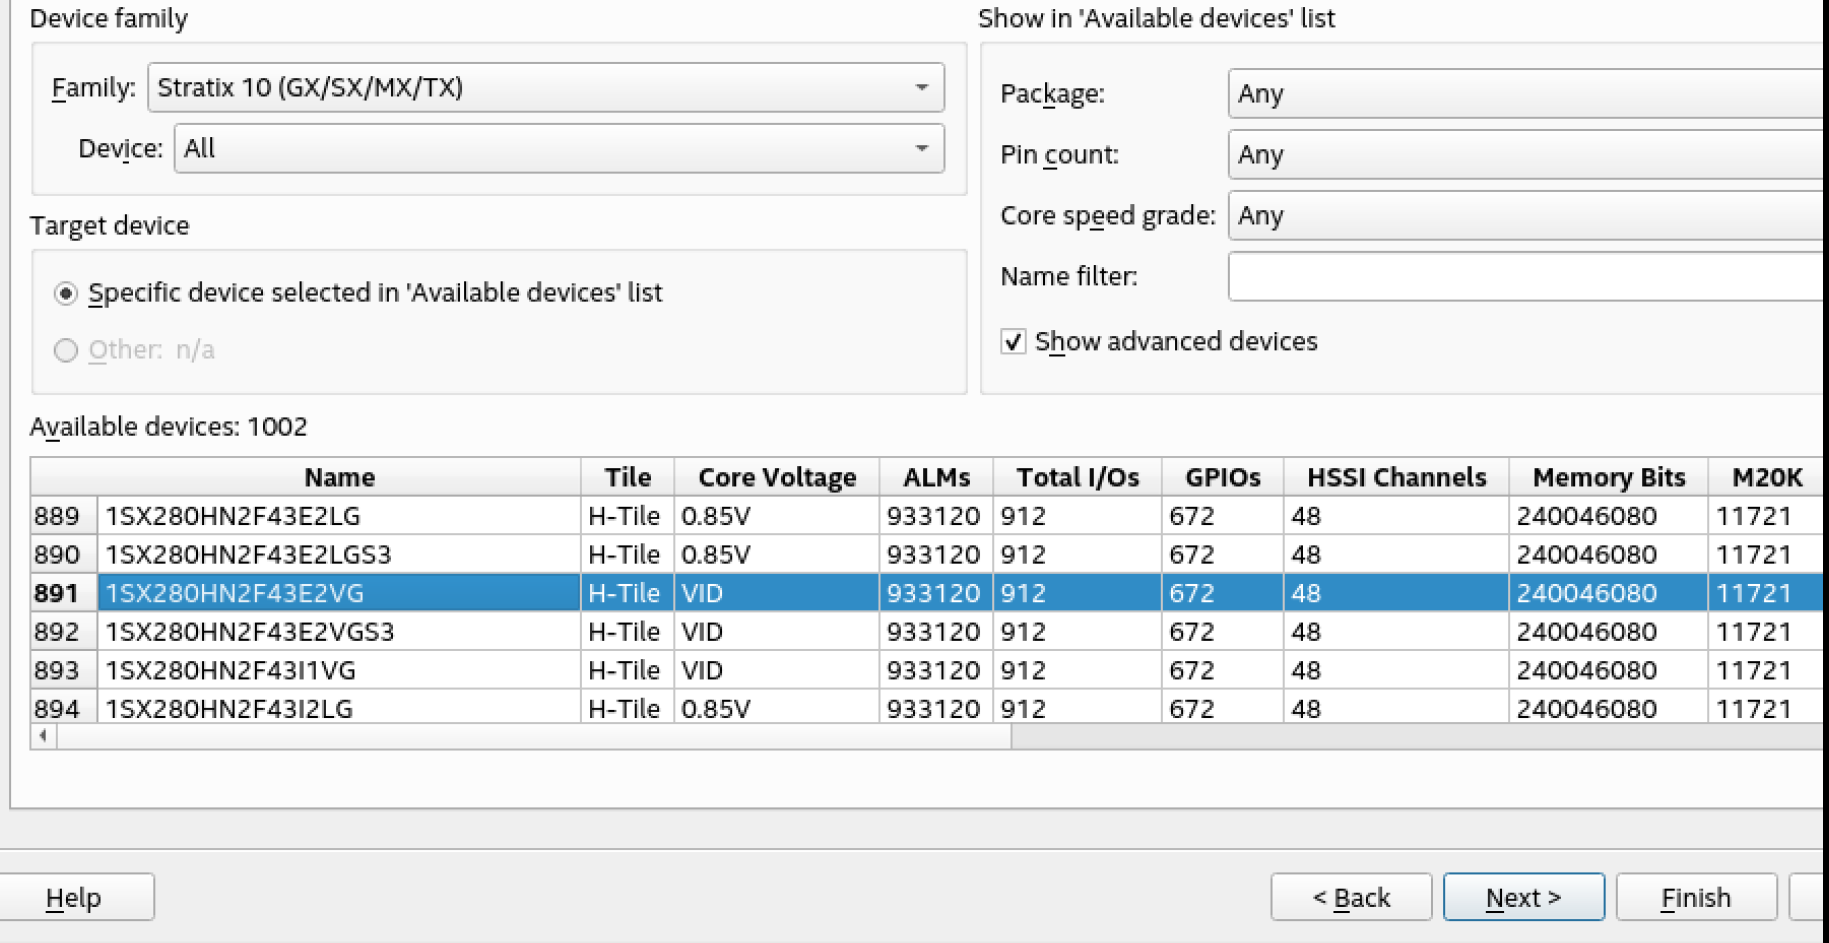 Device family
Family: Stratix 10 (GX/SX/MX/TX)
Device: All
Target device
Specific device selected in 'Available devices' list
Other: n/a
Show in 'Available devices' list
Package: Any
Pin count: Any
Core speed grade: Any
Name filter:
Show advanced devices
Available devices: 1002
Name Tile Core Voltage ALMs Total I/Os GPIOs HSSI Channels Memory Bits M20K
889 1SX280HN2F43E2LG H-Tile 0.85V 933120 912 672 48 240046080 11721
890 1SX280HN2F43E2LGS3 H-Tile 0.85V 933120 912 672 48 240046080 11721
891 1SX280HN2F43E2VG H-Tile VID 933120 912 672 48 240046080 11721
892 1SX280HN2F43E2VGS3 H-Tile VID 933120 912 672 48 240046080 11721
893 1SX280HN2F43I1VG H-Tile VID 933120 912 672 48 240046080 11721
894 1SX280HN2F43I2LG H-Tile 0.85V 933120 912 672 48 240046080 11721
Help < Back Next > Finish